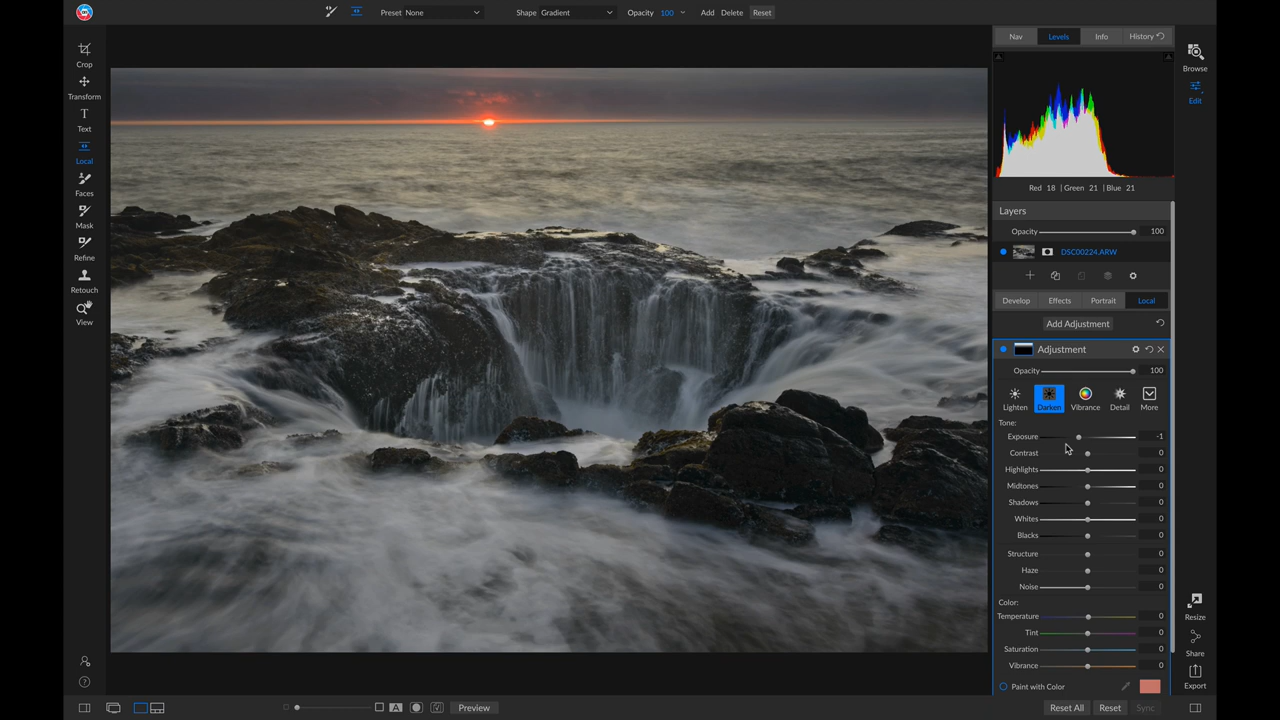 Preset None Shape Gradient Opacity 100 Add Delete Reset
Crop
Transform
Text
Local
Faces
Mask
Refine
Retouch
View
Nav Levels Info History
Red 18 | Green 21 | Blue 21
Layers
Opacity 100
DSC00224.ARW
Develop Effects Portrait Local
Add Adjustment
Adjustment
Opacity 100
Lighten Darken Vibrance Detail More
Tone:
Exposure -1
Contrast 0
Highlights 0
Midtones 0
Shadows 0
Whites 0
Blacks 0
Structure 0
Haze 0
Noise 0
Color:
Temperature 0
Tint 0
Saturation 0
Vibrance 0
Paint with Color
Browse
Edit
Resize
Share
Export
? A Preview
Reset All Reset Sync